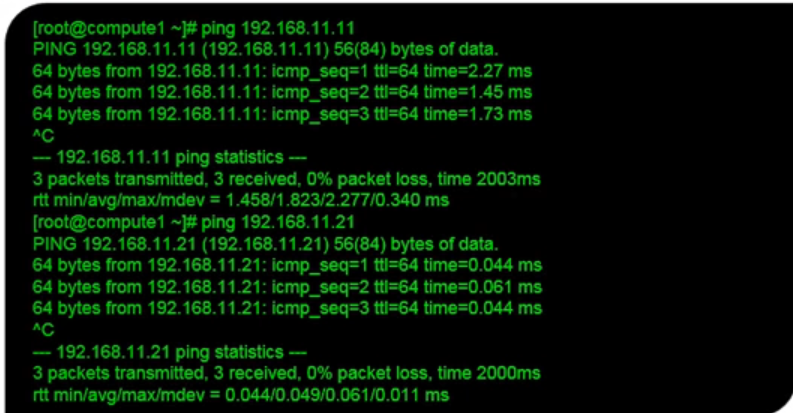 [root@compute1 ~]# ping 192.168.11.11
PING 192.168.11.11 (192.168.11.11) 56(84) bytes of data.
64 bytes from 192.168.11.11: icmp_seq=1 ttl=64 time=2.27 ms
64 bytes from 192.168.11.11: icmp_seq=2 ttl=64 time=1.45 ms
64 bytes from 192.168.11.11: icmp_seq=3 ttl=64 time=1.73 ms
^C
--- 192.168.11.11 ping statistics ---
3 packets transmitted, 3 received, 0% packet loss, time 2003ms
rtt min/avg/max/mdev = 1.458/1.823/2.277/0.340 ms
[root@compute1 ~]# ping 192.168.11.21
PING 192.168.11.21 (192.168.11.21) 56(84) bytes of data.
64 bytes from 192.168.11.21: icmp_seq=1 ttl=64 time=0.044 ms
64 bytes from 192.168.11.21: icmp_seq=2 ttl=64 time=0.061 ms
64 bytes from 192.168.11.21: icmp_seq=3 ttl=64 time=0.044 ms
^C
--- 192.168.11.21 ping statistics ---
3 packets transmitted, 3 received, 0% packet loss, time 2000ms
rtt min/avg/max/mdev = 0.044/0.049/0.061/0.011 ms